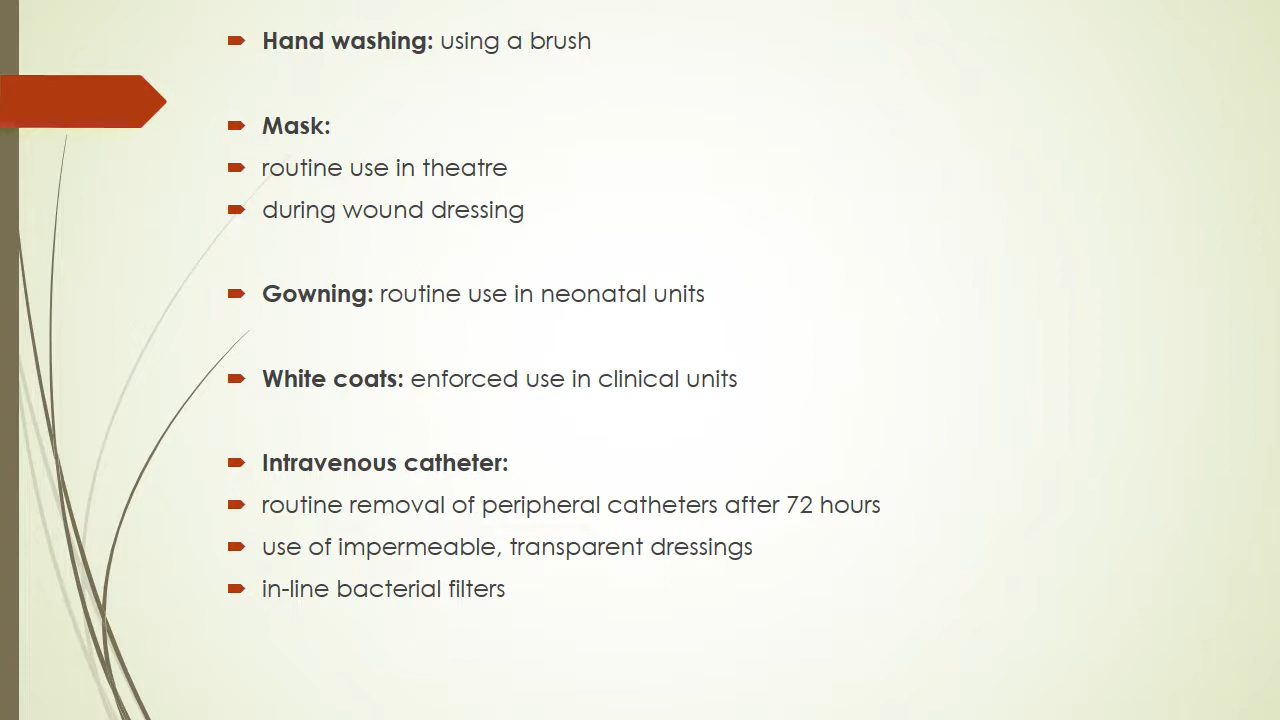 Hand washing: using a brush
Mask:
routine use in theatre
during wound dressing
Gowning: routine use in neonatal units
White coats: enforced use in clinical units
Intravenous catheter:
routine removal of peripheral catheters after 72 hours
use of impermeable, transparent dressings
in-line bacterial filters